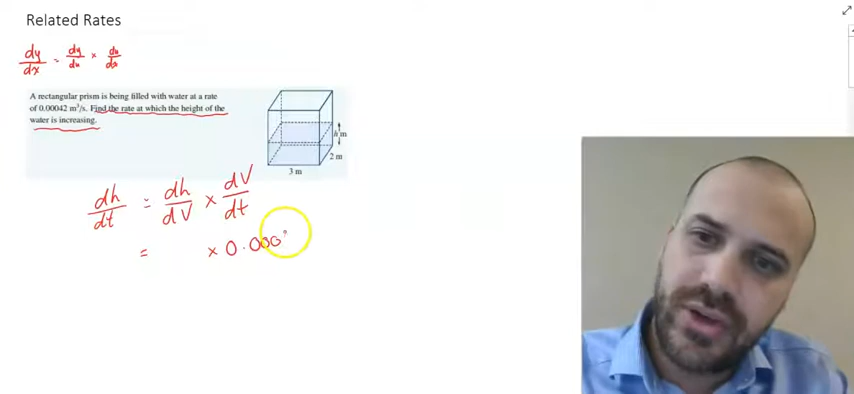 Related Rates
dy/dx = dy/du × du/dx
A rectangular prism is being filled with water at a rate
of 0.00042 m³/s. Find the rate at which the height of the
water is increasing.
h m
2 m
3 m
dh/dt = dh/dV × dV/dt
= × 0.000